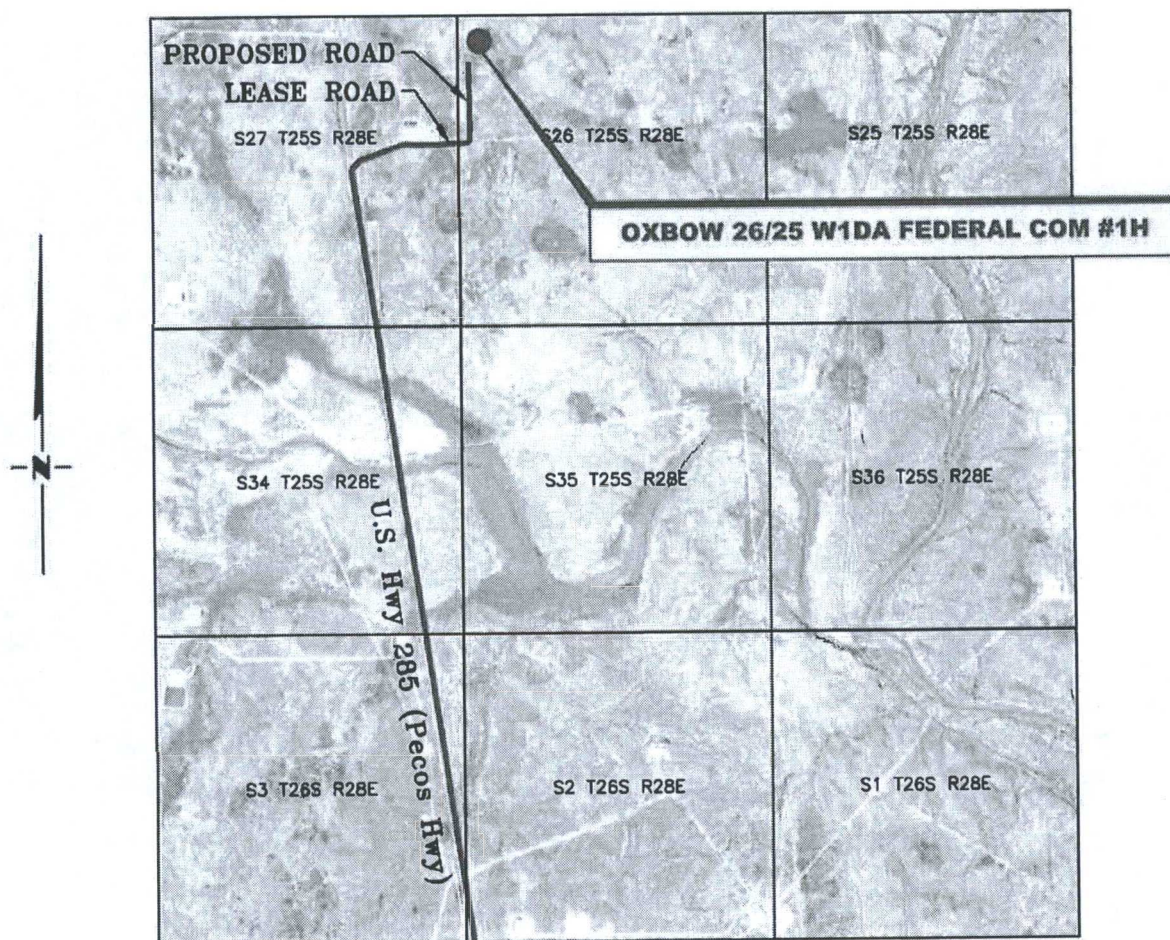 PROPOSED ROAD
LEASE ROAD
S27 T25S R28E
S26 T25S R28E
S25 T25S R28E
OXBOW 26/25 W1DA FEDERAL COM #1H
N
S34 T25S R28E
S35 T25S R28E
S36 T25S R28E
U.S. Hwy 285 (Pecos Hwy)
S3 T26S R28E
S2 T26S R28E
S1 T26S R28E